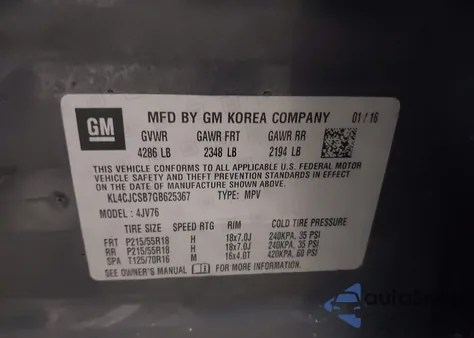 GM
MFD BY GM KOREA COMPANY 01/16
GVWR GAWR FRT GAWR RR
4286 LB 2348 LB 2194 LB
THIS VEHICLE CONFORMS TO ALL APPLICABLE U.S. FEDERAL MOTOR
VEHICLE SAFETY AND THEFT PREVENTION STANDARDS IN EFFECT
ON THE DATE OF MANUFACTURE SHOWN ABOVE.
KL4CJCSB7GB625367 TYPE: MPV
MODEL: 4JV76
TIRE SIZE SPEED RTG RIM COLD TIRE PRESSURE
FRT P215/55R18 H 18x7.0J 240KPA, 35 PSI
RR P215/55R18 H 18x7.0J 240KPA, 35 PSI
SPA T125/70R16 M 16x4.0T 420KPA, 60 PSI
SEE OWNER'S MANUAL FOR MORE INFORMATION.